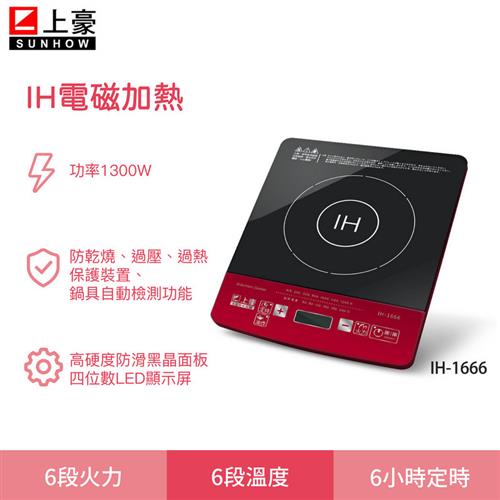 上豪
SUNHOW
IH電磁加熱
功率1300W
防乾燒、過壓、過熱
保護裝置、
鍋具自動檢測功能
高硬度防滑黑晶面板
四位數LED顯示屏
IH
上豪
IH-1666
IH-1666
6段火力
6段溫度
6小時定時